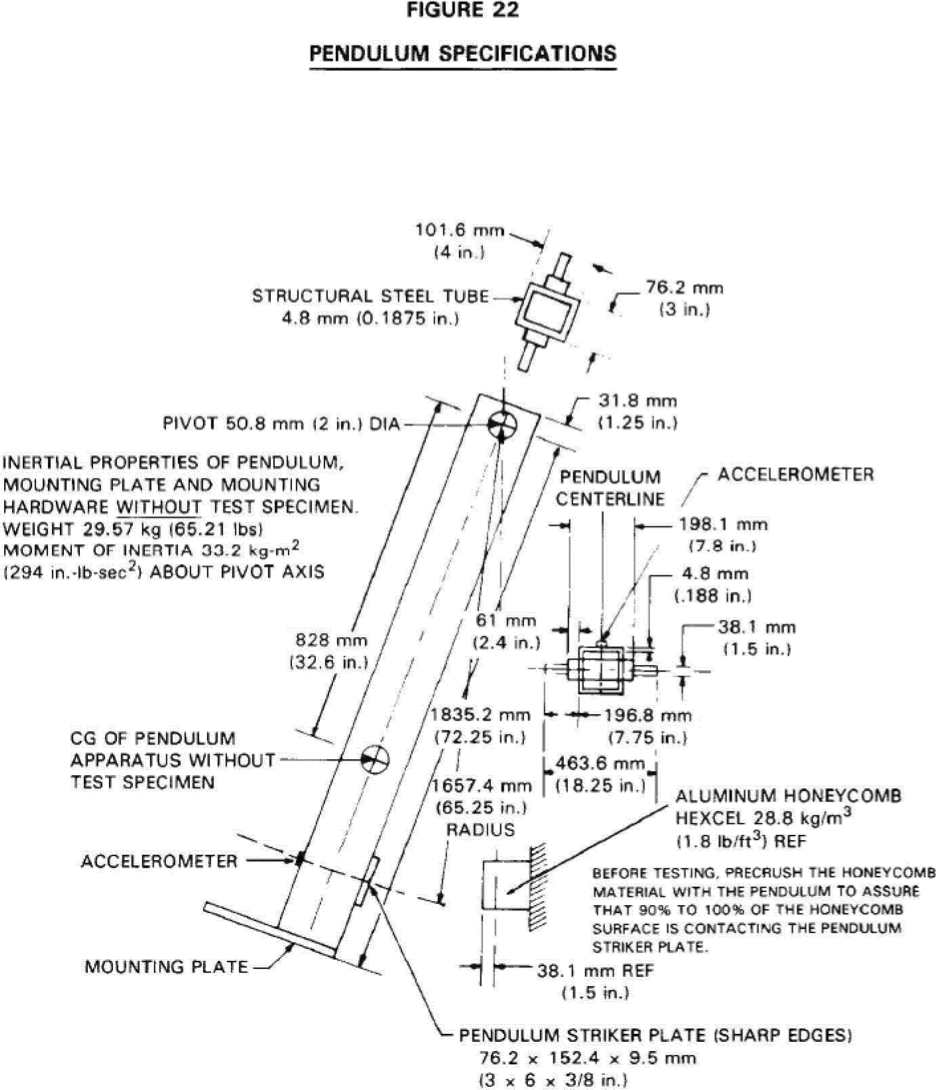 FIGURE 22
PENDULUM SPECIFICATIONS
101.6 mm
(4 in.)
STRUCTURAL STEEL TUBE
4.8 mm (0.1875 in.)
76.2 mm
(3 in.)
31.8 mm
(1.25 in.)
PIVOT 50.8 mm (2 in.) DIA
INERTIAL PROPERTIES OF PENDULUM,
MOUNTING PLATE AND MOUNTING
HARDWARE WITHOUT TEST SPECIMEN.
WEIGHT 29.57 kg (65.21 lbs)
MOMENT OF INERTIA 33.2 kg-m²
(294 in.-lb-sec²) ABOUT PIVOT AXIS
PENDULUM
CENTERLINE
ACCELEROMETER
198.1 mm
(7.8 in.)
4.8 mm
(.188 in.)
61 mm
(2.4 in.)
38.1 mm
(1.5 in.)
828 mm
(32.6 in.)
1835.2 mm
(72.25 in.)
196.8 mm
(7.75 in.)
463.6 mm
(18.25 in.)
CG OF PENDULUM
APPARATUS WITHOUT
TEST SPECIMEN
1657.4 mm
(65.25 in.)
RADIUS
ALUMINUM HONEYCOMB
HEXCEL 28.8 kg/m³
(1.8 lb/ft³) REF
ACCELEROMETER
BEFORE TESTING, PRECRUSH THE HONEYCOMB
MATERIAL WITH THE PENDULUM TO ASSURE
THAT 90% TO 100% OF THE HONEYCOMB
SURFACE IS CONTACTING THE PENDULUM
STRIKER PLATE.
MOUNTING PLATE
38.1 mm REF
(1.5 in.)
PENDULUM STRIKER PLATE (SHARP EDGES)
76.2 x 152.4 x 9.5 mm
(3 x 6 x 3/8 in.)